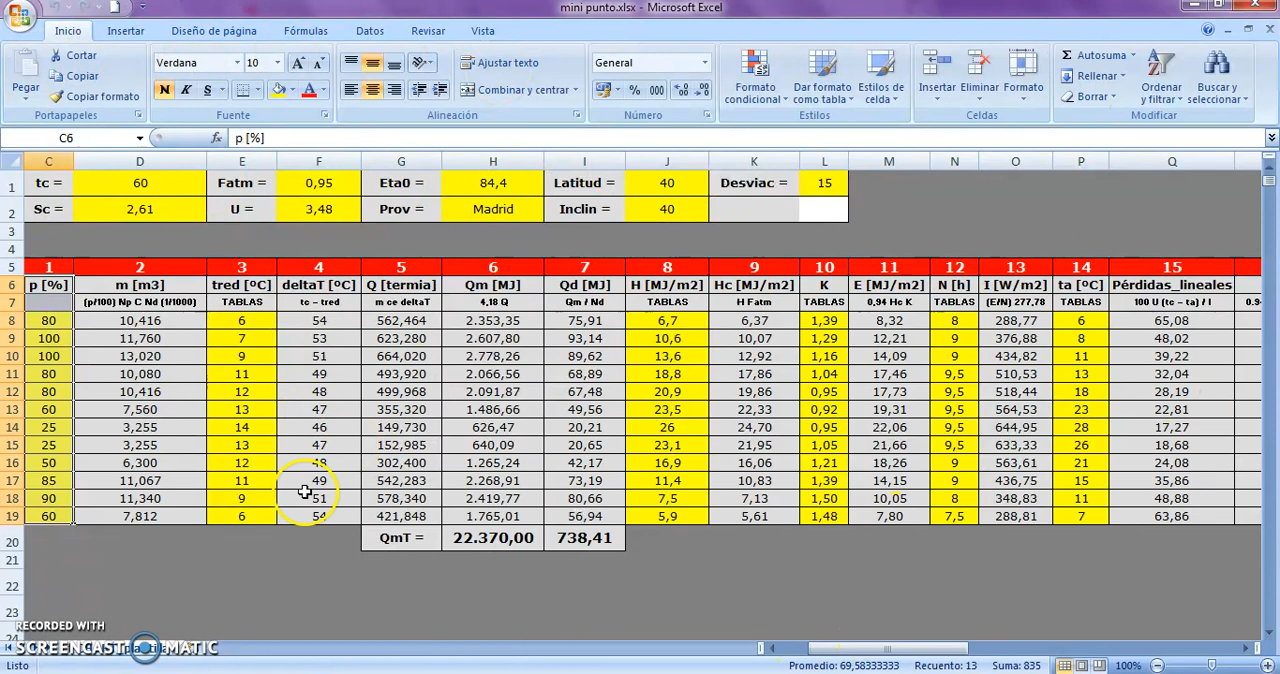 mini punto.xlsx - Microsoft Excel
Inicio Insertar Diseño de página Fórmulas Datos Revisar Vista
Cortar
Copiar
Copiar formato
Pegar
Portapapeles
Verdana 10
N K S
Fuente
Ajustar texto
Combinar y centrar
Alineación
General
% 000
Número
Formato condicional
Dar formato como tabla
Estilos de celda
Estilos
Insertar Eliminar Formato
Celdas
Autosuma
Rellenar
Borrar
Ordenar y filtrar
Buscar y seleccionar
Modificar
C6 fx p [%]
C D E F G H I J K L M N O P Q
1 tc = 60 Fatm = 0,95 Eta0 = 84,4 Latitud = 40 Desviac = 15
2 Sc = 2,61 U = 3,48 Prov = Madrid Inclin = 40
3
4
5 1 2 3 4 5 6 7 8 9 10 11 12 13 14 15
6 p [%] m [m3] tred [ºC] deltaT [ºC] Q [termia] Qm [MJ] Qd [MJ] H [MJ/m2] Hc [MJ/m2] K E [MJ/m2] N [h] I [W/m2] ta [ºC] Pérdidas_lineales
7 (p/100) Np C Nd (1/1000) TABLAS tc - tred m ce deltaT 4,18 Q Qm / Nd TABLAS H Fatm TABLAS 0,94 Hc K TABLAS (E/N) 277,78 TABLAS 100 U (tc - ta) / I 0.9
8 80 10,416 6 54 562,464 2.353,35 75,91 6,7 6,37 1,39 8,32 8 288,77 6 65,08
9 100 11,760 7 53 623,280 2.607,80 93,14 10,6 10,07 1,29 12,21 9 376,88 8 48,02
10 100 13,020 9 51 664,020 2.778,26 89,62 13,6 12,92 1,16 14,09 9 434,82 11 39,22
11 80 10,080 11 49 493,920 2.066,56 68,89 18,8 17,86 1,04 17,46 9,5 510,53 13 32,04
12 80 10,416 12 48 499,968 2.091,87 67,48 20,9 19,86 0,95 17,73 9,5 518,44 18 28,19
13 60 7,560 13 47 355,320 1.486,66 49,56 23,5 22,33 0,92 19,31 9,5 564,53 23 22,81
14 25 3,255 14 46 149,730 626,47 20,21 26 24,70 0,95 22,06 9,5 644,95 28 17,27
15 25 3,255 13 47 152,985 640,09 20,65 23,1 21,95 1,05 21,66 9,5 633,33 26 18,68
16 50 6,300 12 48 302,400 1.265,24 42,17 16,9 16,06 1,21 18,26 9 563,61 21 24,08
17 85 11,067 11 49 542,283 2.268,91 73,19 11,4 10,83 1,36 14,15 9 436,75 15 35,86
18 90 11,340 9 51 578,340 2.419,77 80,66 7,5 7,13 1,50 10,05 8 348,83 11 48,88
19 60 7,812 6 54 421,848 1.765,01 56,94 5,9 5,61 1,48 7,80 7,5 288,81 7 63,86
20 QmT = 22.370,00 738,41
21
22
23
24
RECORDED WITH
SCREENCAST MATIC
Listo Promedio: 69,58333333 Recuento: 13 Suma: 835 100%